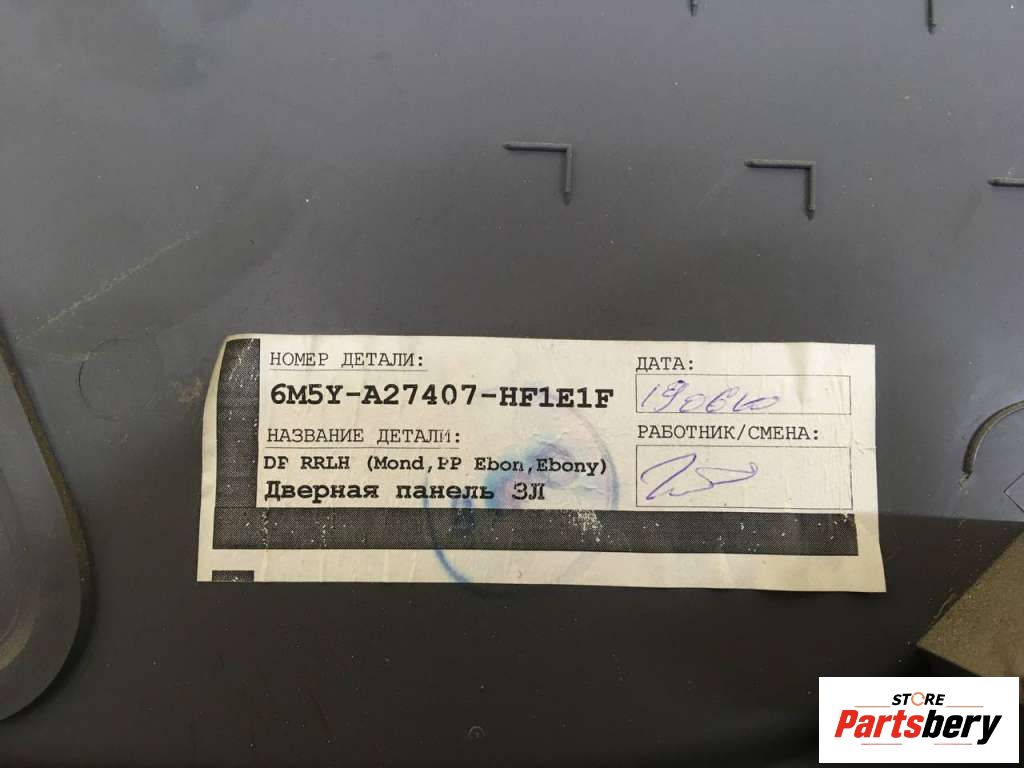 НОМЕР ДЕТАЛИ:
6M5Y-A27407-HF1E1F
НАЗВАНИЕ ДЕТАЛИ:
DP RRLH (Mond,PP Ebon,Ebony)
Дверная панель ЗЛ
ДАТА:
РАБОТНИК/СМЕНА:
STORE
Partsbery